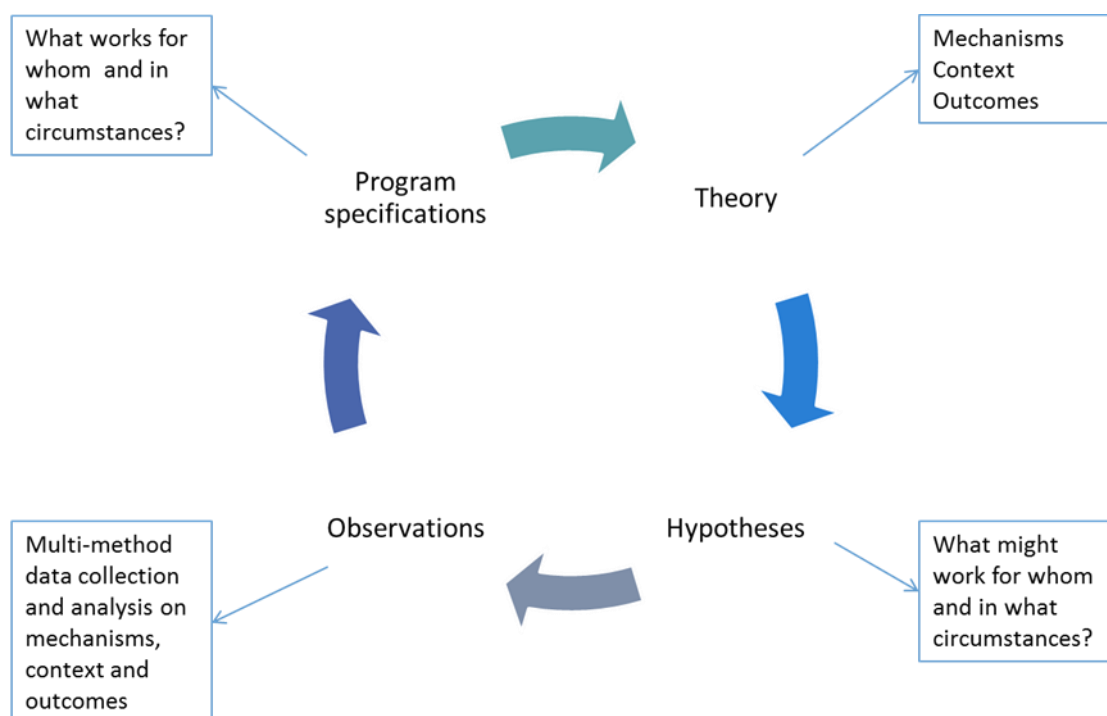 What works for
whom and in
what
circumstances?
Mechanisms
Context
Outcomes
Program
specifications
Theory
Observations
Hypotheses
Multi-method
data collection
and analysis on
mechanisms,
context and
outcomes
What might
work for whom
and in what
circumstances?